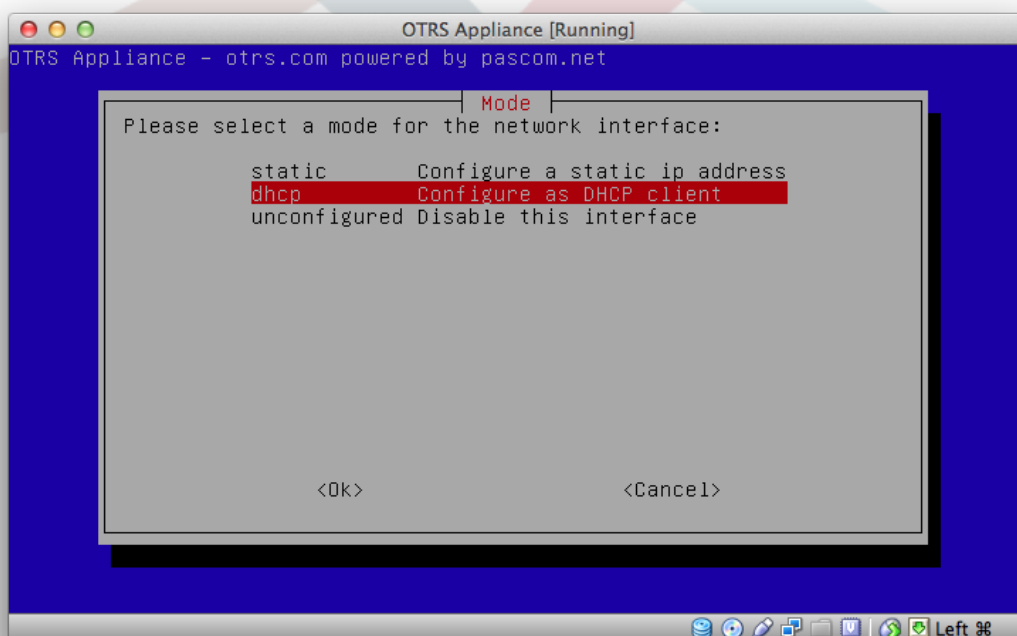 OTRS Appliance [Running]
OTRS Appliance – otrs.com powered by pascom.net
Mode
Please select a mode for the network interface:
static Configure a static ip address
dhcp Configure as DHCP client
unconfigured Disable this interface
<Ok> <Cancel>
Left ⌘